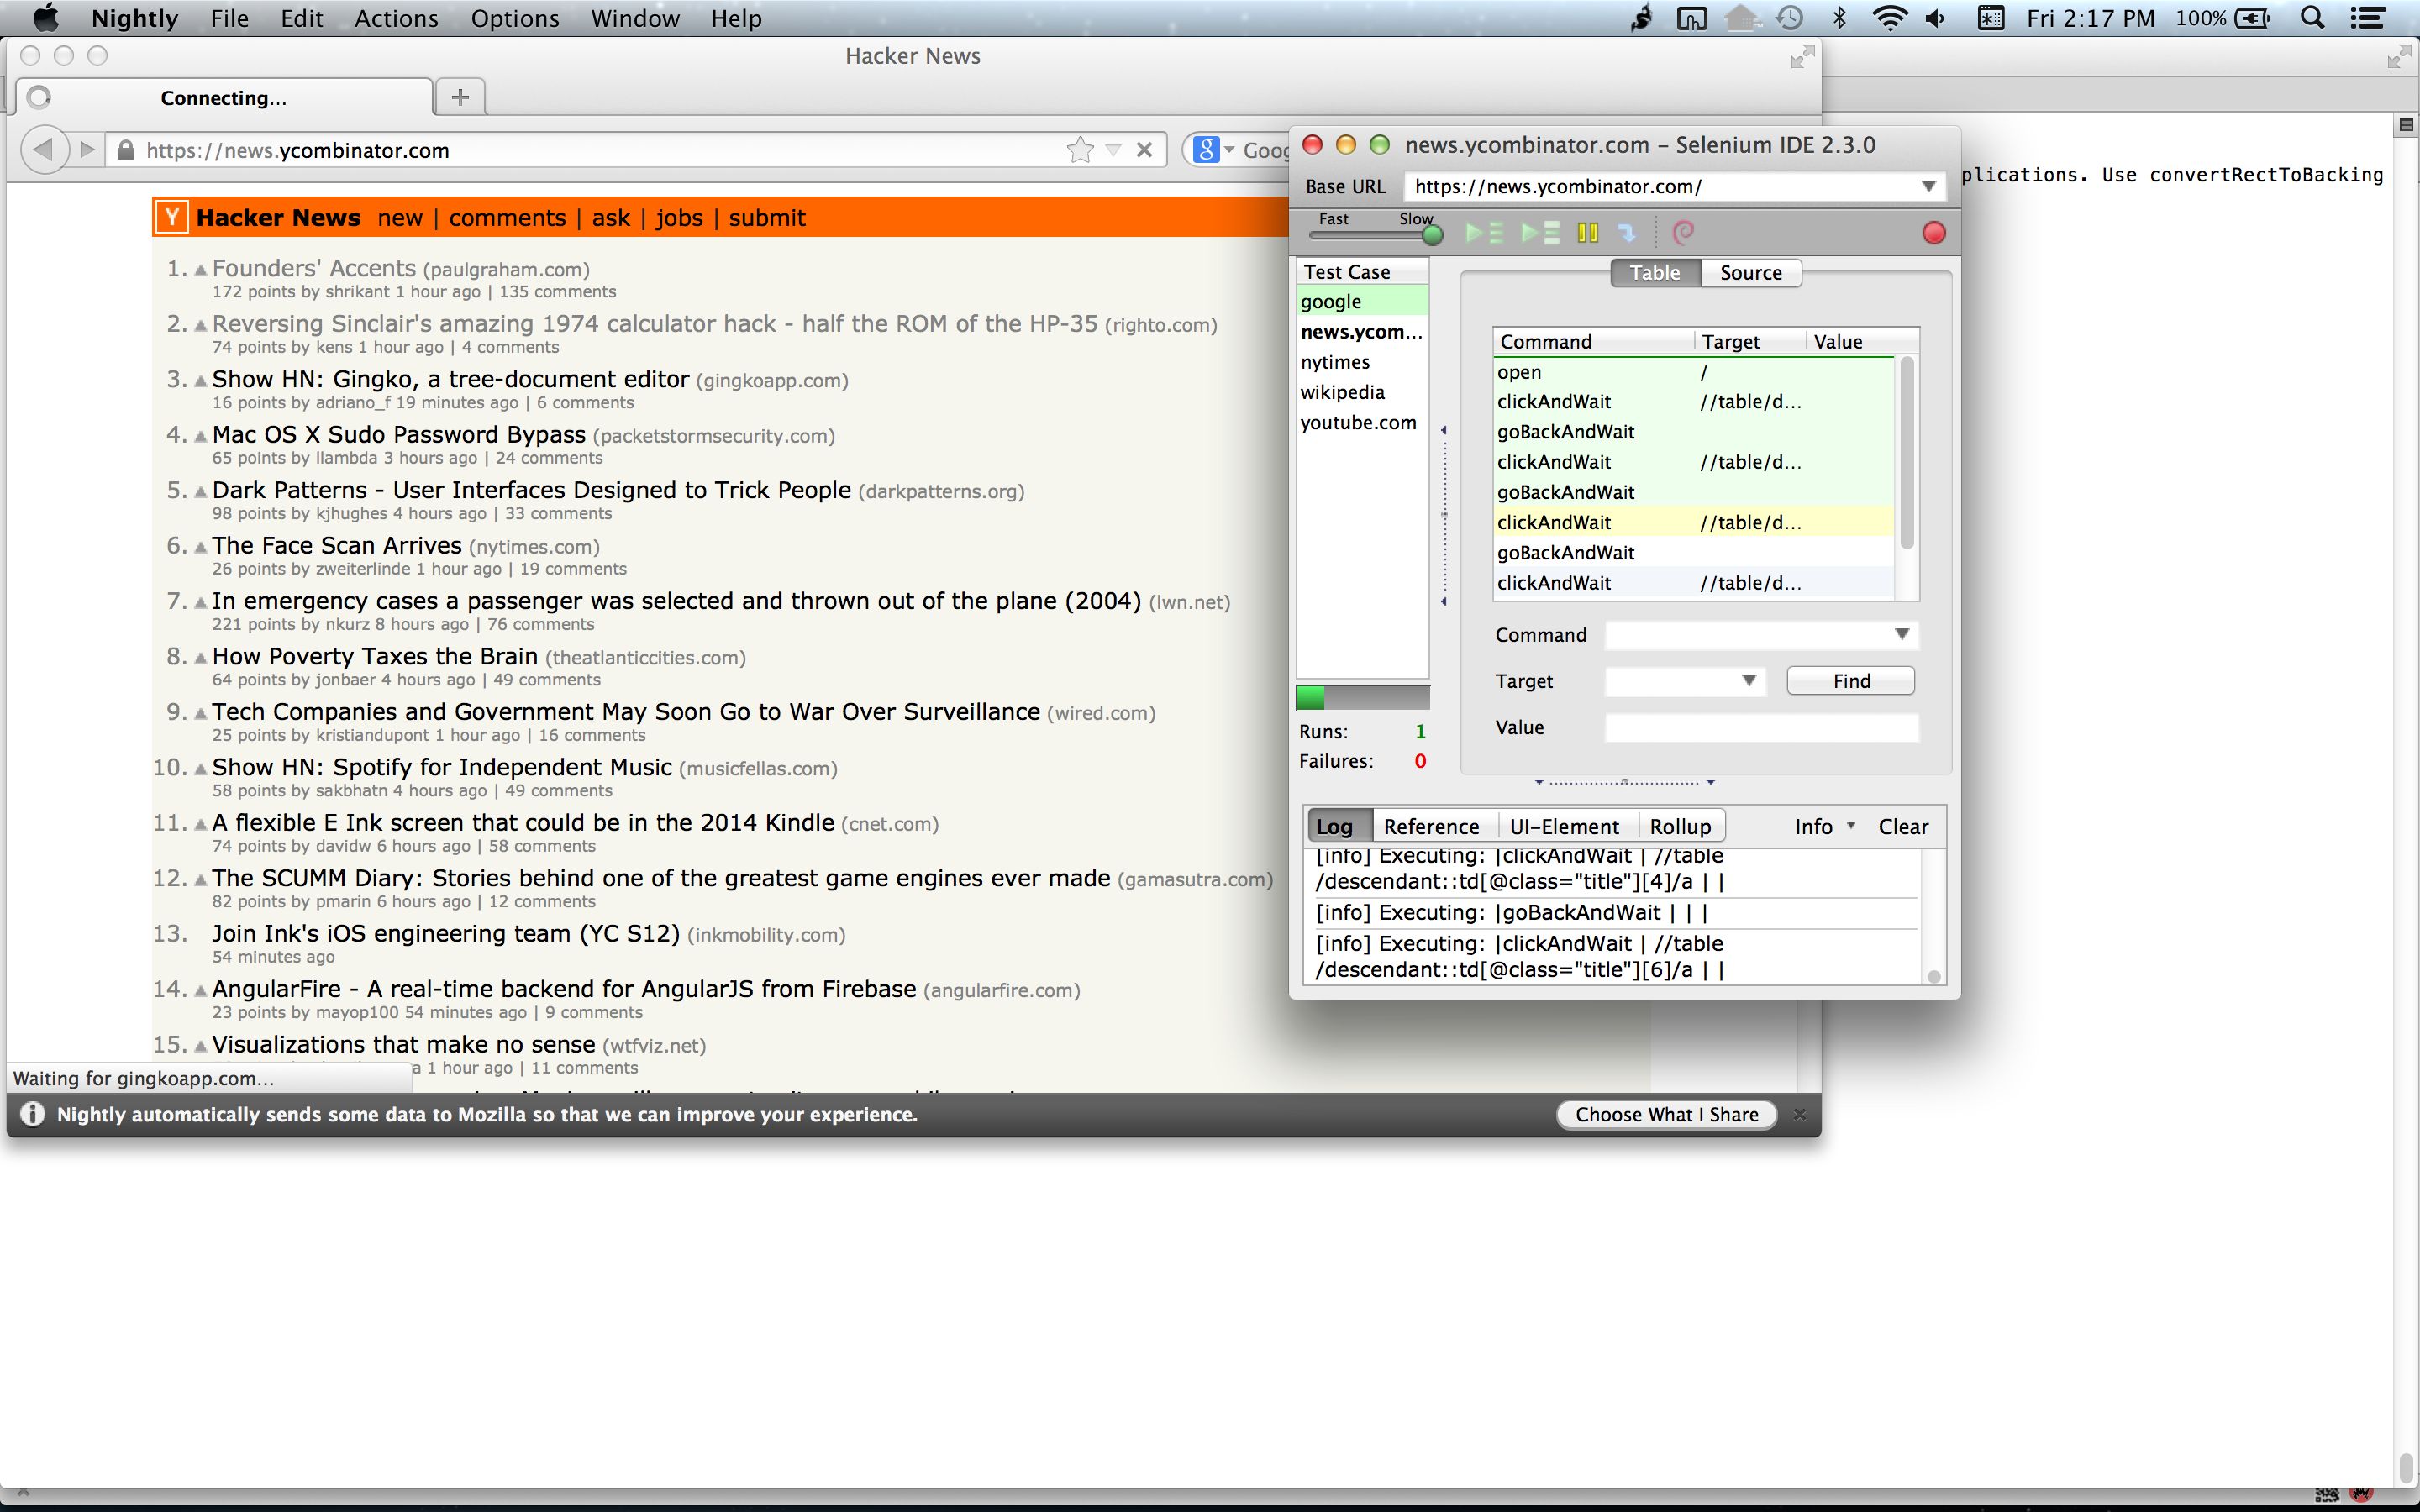 Nightly File Edit Actions Options Window Help
Fri 2:17 PM 100%
Hacker News
Connecting...
https://news.ycombinator.com
Y Hacker News new | comments | ask | jobs | submit
1. Founders' Accents (paulgraham.com)
172 points by shrikant 1 hour ago | 135 comments
2. Reversing Sinclair's amazing 1974 calculator hack - half the ROM of the HP-35 (righto.com)
74 points by kens 1 hour ago | 4 comments
3. Show HN: Gingko, a tree-document editor (gingkoapp.com)
16 points by adriano_f 19 minutes ago | 6 comments
4. Mac OS X Sudo Password Bypass (packetstormsecurity.com)
65 points by llambda 3 hours ago | 24 comments
5. Dark Patterns - User Interfaces Designed to Trick People (darkpatterns.org)
98 points by kjhughes 4 hours ago | 33 comments
6. The Face Scan Arrives (nytimes.com)
26 points by zweiterlinde 1 hour ago | 19 comments
7. In emergency cases a passenger was selected and thrown out of the plane (2004) (lwn.net)
221 points by nkurz 8 hours ago | 76 comments
8. How Poverty Taxes the Brain (theatlanticcities.com)
64 points by jonbaer 4 hours ago | 49 comments
9. Tech Companies and Government May Soon Go to War Over Surveillance (wired.com)
25 points by kristiandupont 1 hour ago | 16 comments
10. Show HN: Spotify for Independent Music (musicfellas.com)
58 points by sakbhatn 4 hours ago | 49 comments
11. A flexible E Ink screen that could be in the 2014 Kindle (cnet.com)
74 points by davidw 6 hours ago | 58 comments
12. The SCUMM Diary: Stories behind one of the greatest game engines ever made (gamasutra.com)
82 points by pmarin 6 hours ago | 12 comments
13. Join Ink's iOS engineering team (YC S12) (inkmobility.com)
54 minutes ago
14. AngularFire - A real-time backend for AngularJS from Firebase (angularfire.com)
23 points by mayop100 54 minutes ago | 9 comments
15. Visualizations that make no sense (wtfviz.net)
a 1 hour ago | 11 comments
Waiting for gingkoapp.com...
Nightly automatically sends some data to Mozilla so that we can improve your experience.
Choose What I Share
news.ycombinator.com - Selenium IDE 2.3.0
Base URL https://news.ycombinator.com/
Fast Slow
Test Case
google
news.ycom...
nytimes
wikipedia
youtube.com
Runs: 1
Failures: 0
Table Source
Command Target Value
open /
clickAndWait //table/d...
goBackAndWait
clickAndWait //table/d...
goBackAndWait
clickAndWait //table/d...
goBackAndWait
clickAndWait //table/d...
Command
Target Find
Value
Log Reference UI-Element Rollup Info Clear
[info] Executing: |clickAndWait | //table
/descendant::td[@class="title"][4]/a | |
[info] Executing: |goBackAndWait | | |
[info] Executing: |clickAndWait | //table
/descendant::td[@class="title"][6]/a | |
plications. Use convertRectToBacking